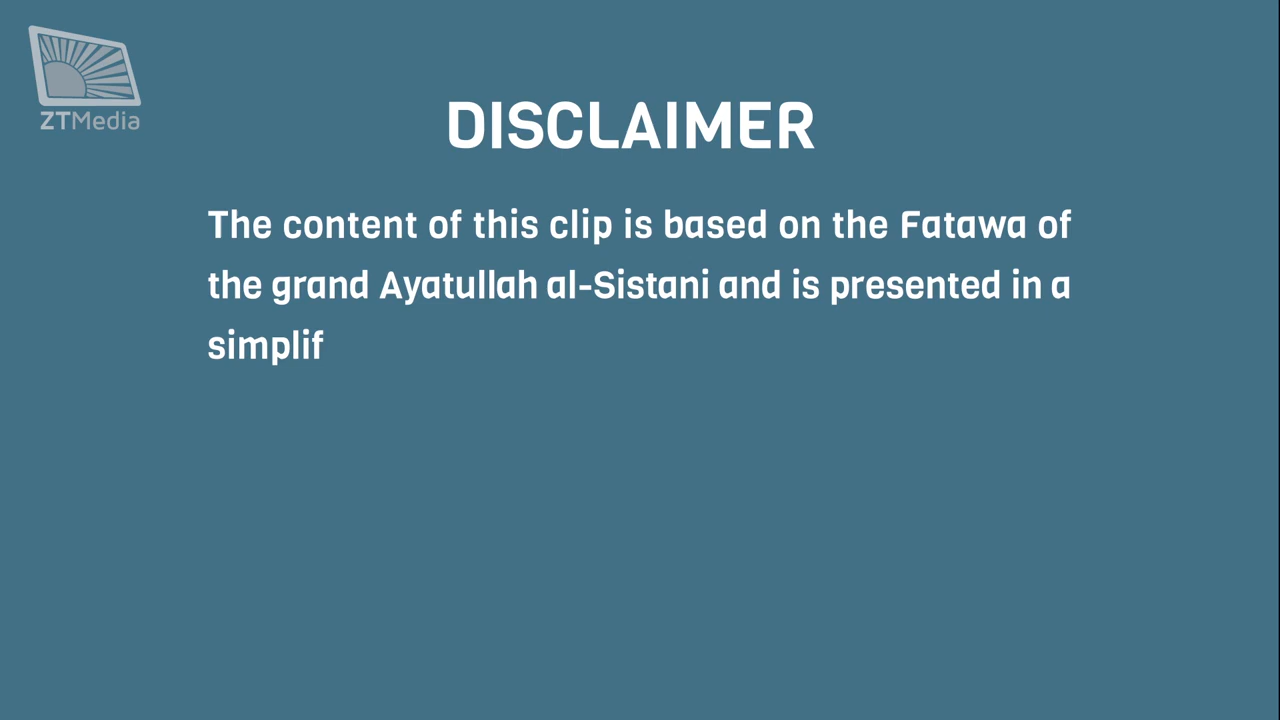 ZTMedia
DISCLAIMER
The content of this clip is based on the Fatawa of
the grand Ayatullah al-Sistani and is presented in a
simplif